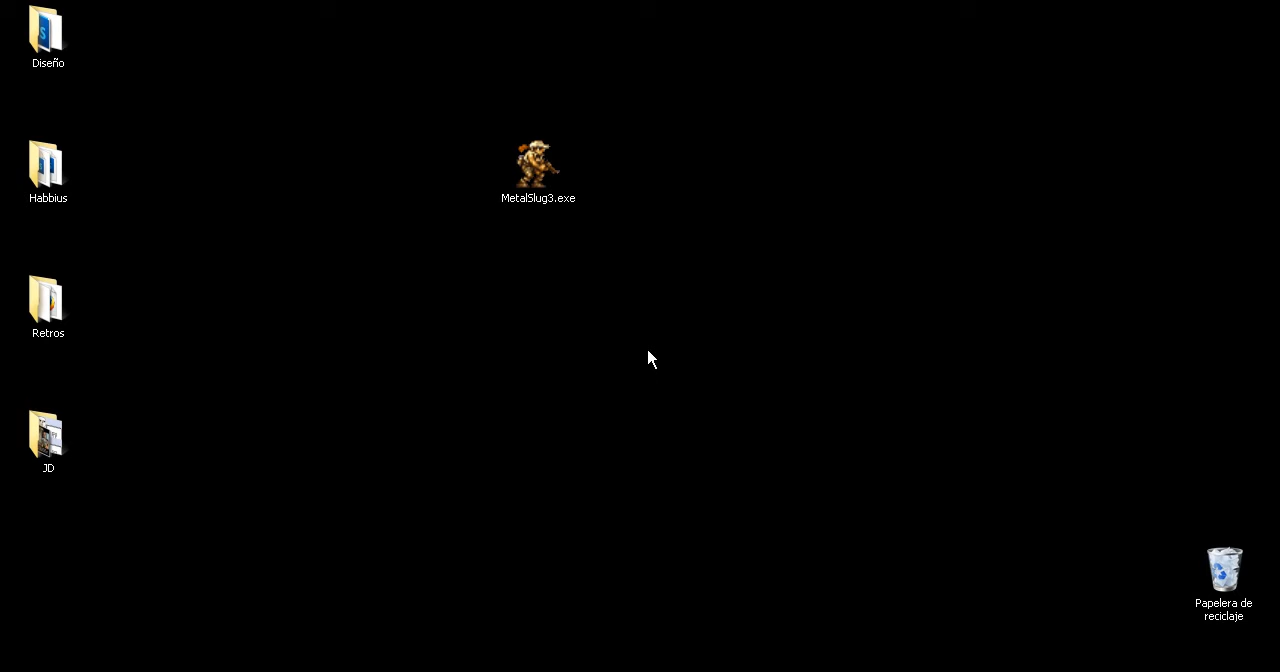 Diseño
Habbius
MetalSlug3.exe
Retros
JD
Papelera de
reciclaje